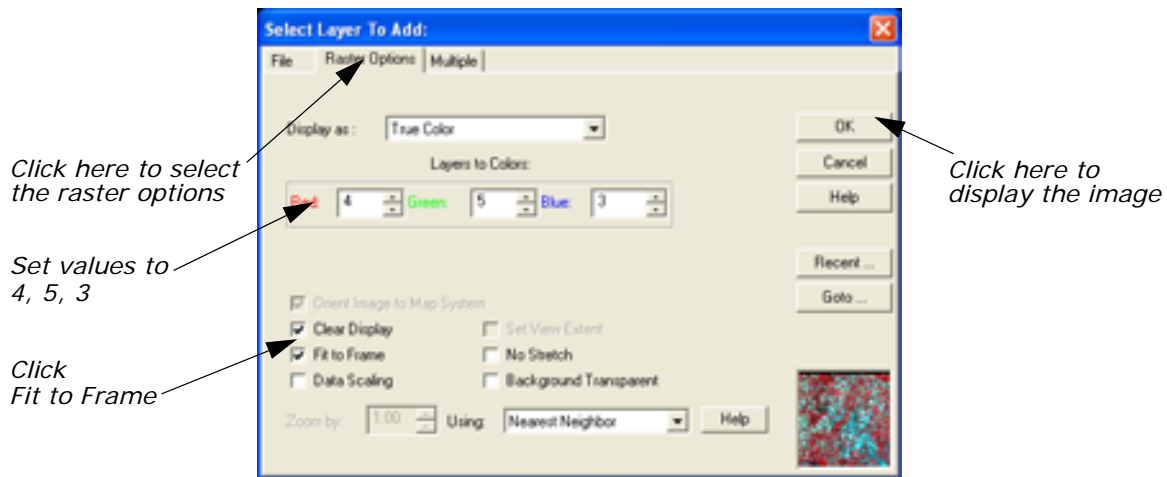 Select Layer To Add:
File Raster Options Multiple
Display as : True Color
Layers to Colors:
Red: 4 Green: 5 Blue: 3
Orient Image to Map System
Clear Display Set View Extent
Fit to Frame No Stretch
Data Scaling Background Transparent
Zoom by: 1.00 Using: Nearest Neighbor Help
OK
Cancel
Help
Recent ...
Goto ...
Click here to select
the raster options
Set values to
4, 5, 3
Click
Fit to Frame
Click here to
display the image